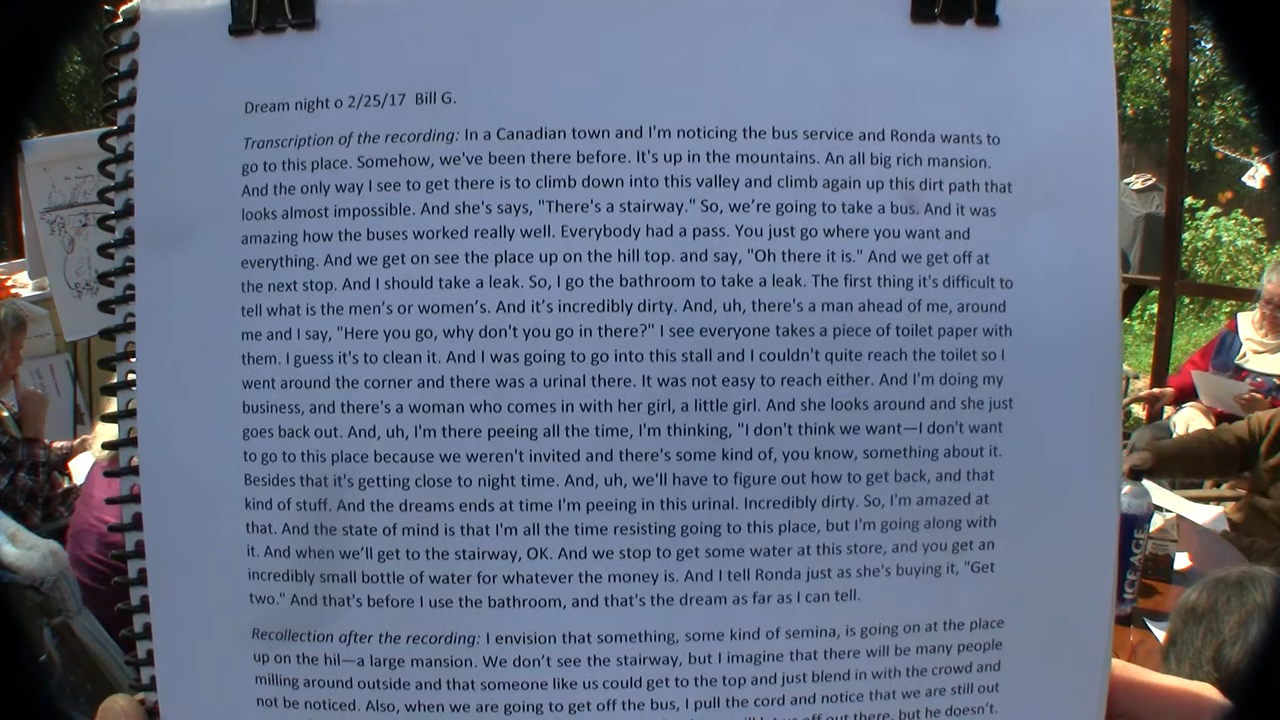 Dream night o 2/25/17  Bill G.
Transcription of the recording: In a Canadian town and I'm noticing the bus service and Ronda wants to
go to this place. Somehow, we've been there before. It's up in the mountains. An all big rich mansion.
And the only way I see to get there is to climb down into this valley and climb again up this dirt path that
looks almost impossible. And she's says, "There's a stairway." So, we're going to take a bus. And it was
amazing how the buses worked really well. Everybody had a pass. You just go where you want and
everything. And we get on see the place up on the hill top. and say, "Oh there it is." And we get off at
the next stop. And I should take a leak. So, I go the bathroom to take a leak. The first thing it's difficult to
tell what is the men's or women's. And it's incredibly dirty. And, uh, there's a man ahead of me, around
me and I say, "Here you go, why don't you go in there?" I see everyone takes a piece of toilet paper with
them. I guess it's to clean it. And I was going to go into this stall and I couldn't quite reach the toilet so I
went around the corner and there was a urinal there. It was not easy to reach either. And I'm doing my
business, and there's a woman who comes in with her girl, a little girl. And she looks around and she just
goes back out. And, uh, I'm there peeing all the time, I'm thinking, "I don't think we want—I don't want
to go to this place because we weren't invited and there's some kind of, you know, something about it.
Besides that it's getting close to night time. And, uh, we'll have to figure out how to get back, and that
kind of stuff. And the dreams ends at time I'm peeing in this urinal. Incredibly dirty. So, I'm amazed at
that. And the state of mind is that I'm all the time resisting going to this place, but I'm going along with
it. And when we'll get to the stairway, OK. And we stop to get some water at this store, and you get an
incredibly small bottle of water for whatever the money is. And I tell Ronda just as she's buying it, "Get
two." And that's before I use the bathroom, and that's the dream as far as I can tell.
Recollection after the recording: I envision that something, some kind of semina, is going on at the place
up on the hil—a large mansion. We don't see the stairway, but I imagine that there will be many people
milling around outside and that someone like us could get to the top and just blend in with the crowd and
not be noticed. Also, when we are going to get off the bus, I pull the cord and notice that we are still out
off out there, but he doesn't.
ICE AGE